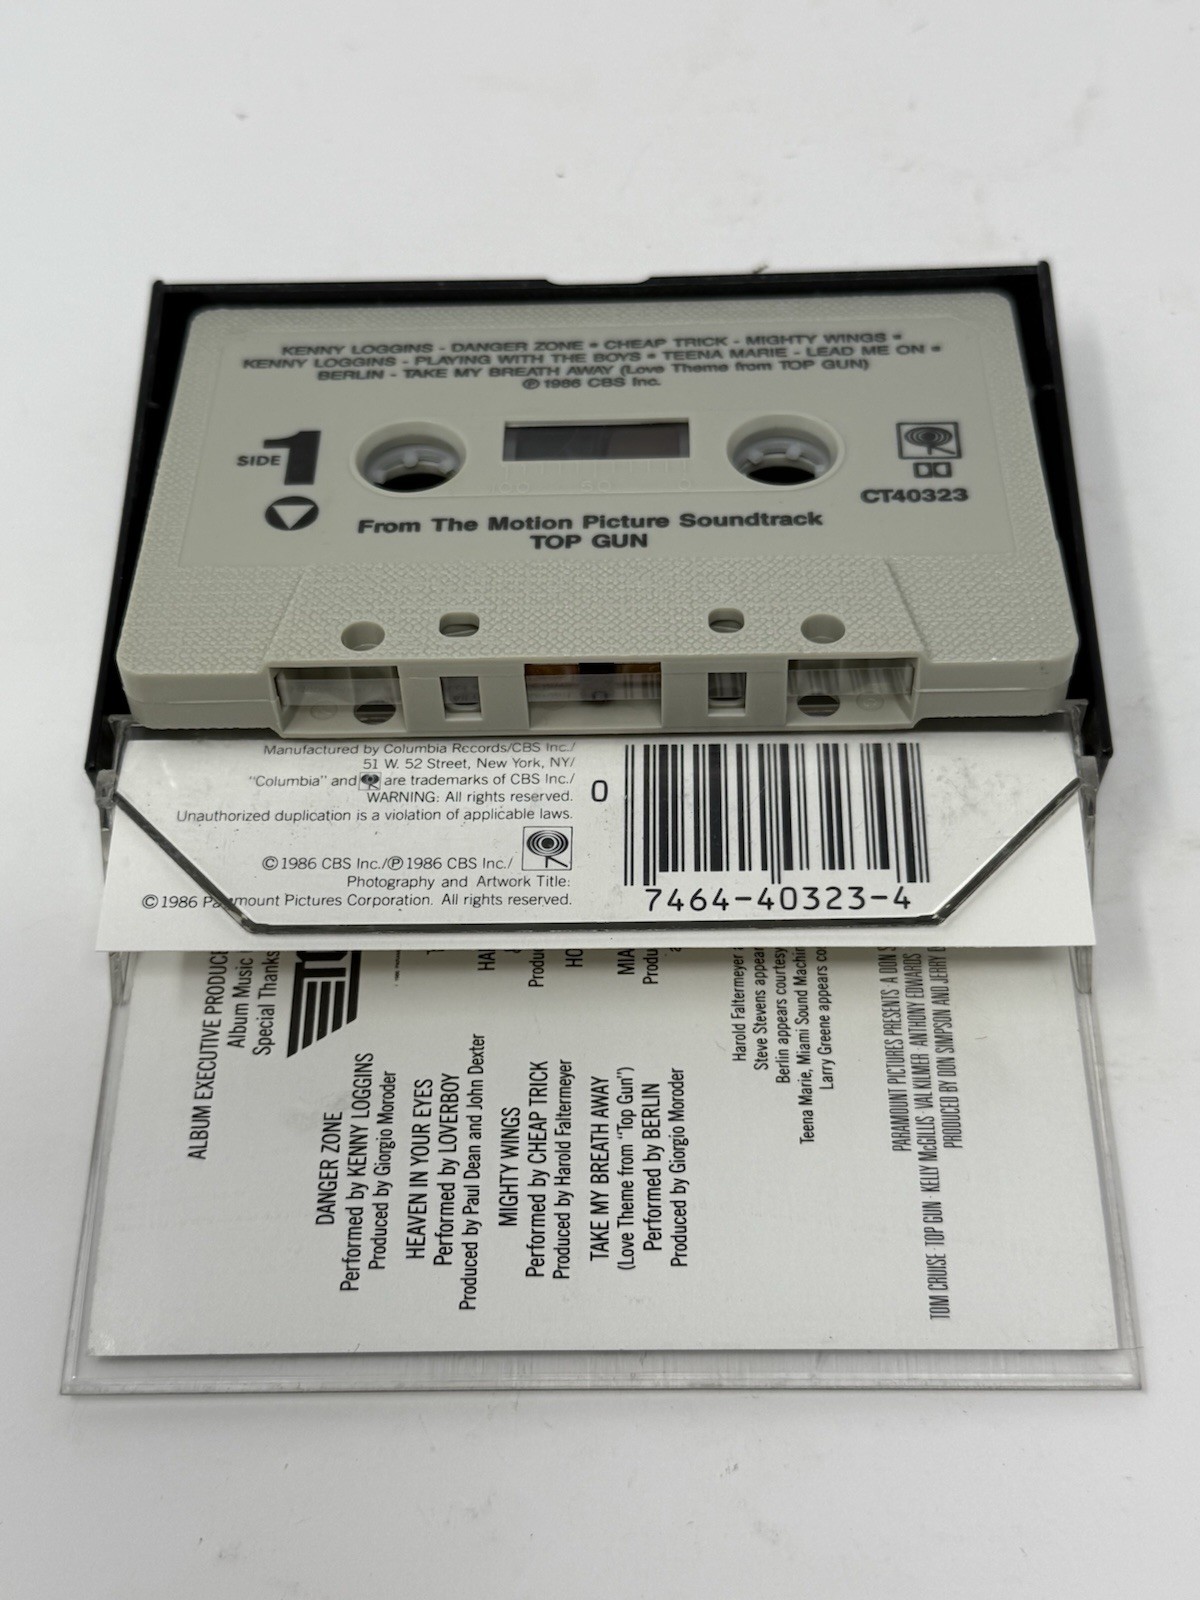 KENNY LOGGINS - DANGER ZONE • CHEAP TRICK - MIGHTY WINGS •
KENNY LOGGINS - PLAYING WITH THE BOYS • TEENA MARIE - LEAD ME ON •
BERLIN - TAKE MY BREATH AWAY (Love Theme from TOP GUN)
℗ 1986 CBS Inc.
SIDE 1
CT40323
100 50 0
From The Motion Picture Soundtrack
TOP GUN
Manufactured by Columbia Records/CBS Inc./
51 W. 52 Street, New York, NY/
"Columbia" and are trademarks of CBS Inc./
WARNING: All rights reserved.
Unauthorized duplication is a violation of applicable laws.
© 1986 CBS Inc./℗ 1986 CBS Inc./
Photography and Artwork Title:
© 1986 Paramount Pictures Corporation. All rights reserved.
0
7464-40323-4
ALBUM EXECUTIVE PRODUCE
Album Music
Special Thanks
DANGER ZONE
Performed by KENNY LOGGINS
Produced by Giorgio Moroder
HEAVEN IN YOUR EYES
Performed by LOVERBOY
Produced by Paul Dean and John Dexter
MIGHTY WINGS
Performed by CHEAP TRICK
Produced by Harold Faltermeyer
TAKE MY BREATH AWAY
(Love Theme from "Top Gun")
Performed by BERLIN
Produced by Giorgio Moroder
HA
Produ
HO
MIA
Produ
Harold Faltermeyer
Steve Stevens appear
Berlin appears courtesy
Teena Marie, Miami Sound Machin
Larry Greene appears co
PARAMOUNT PICTURES PRESENTS A DON S
TOM CRUISE · TOP GUN · KELLY McGILLIS · VAL KILMER · ANTHONY EDWARDS
PRODUCED BY DON SIMPSON AND JERRY